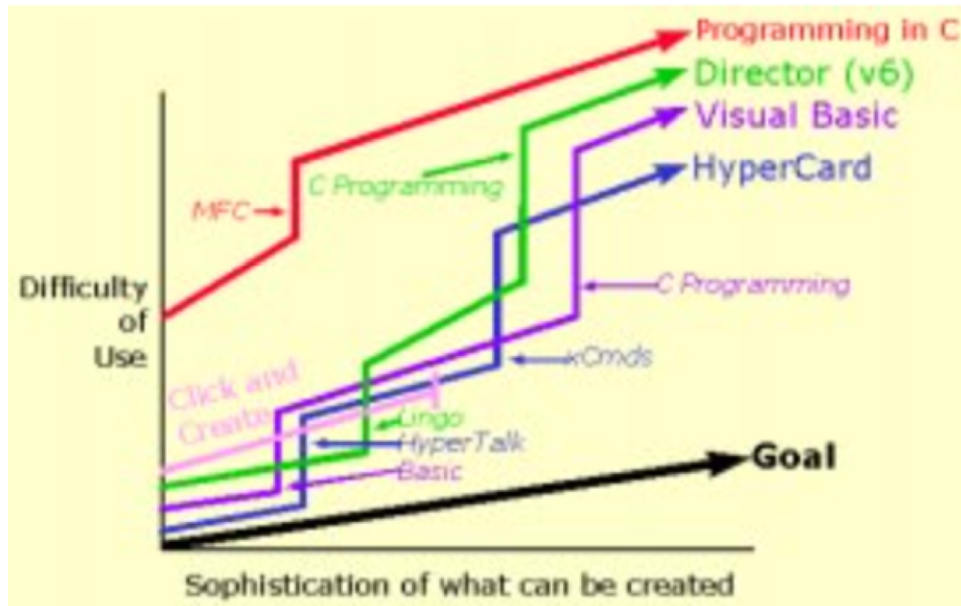 Programming in C
Director (v6)
Visual Basic
C Programming
HyperCard
MFC
Difficulty
of
Use
C Programming
xCmds
Click and
Create
Lingo
HyperTalk
Basic
Goal
Sophistication of what can be created